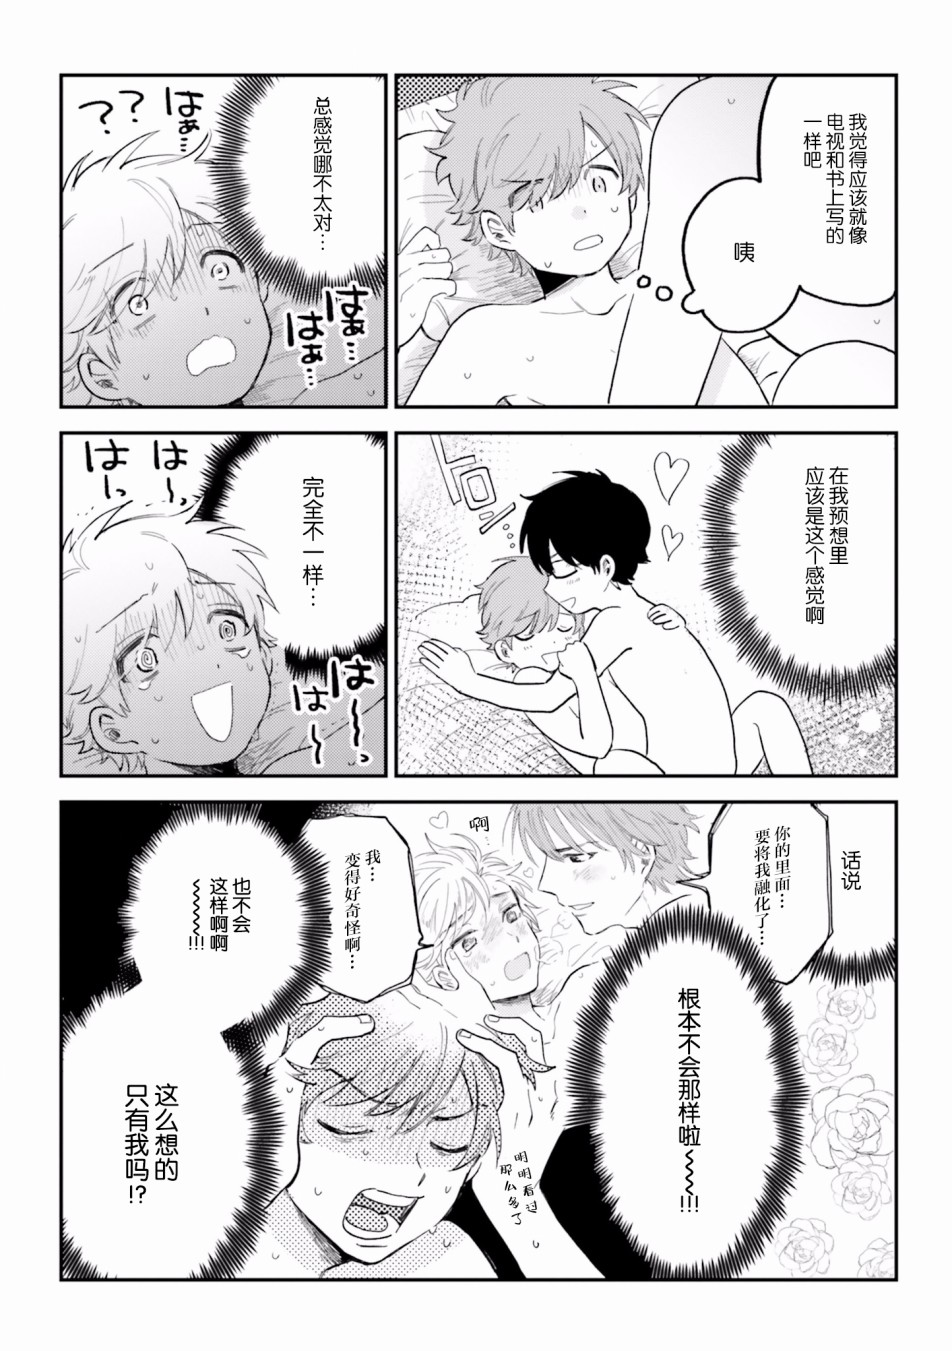 我觉得应该就像
电视和书上写的
一样吧
咦
总感觉哪不太对…
？？
はぁ…
はぁ…
はぁ…
在我预想里
应该是这个感觉啊
トロン
完全不一样…
は〜っ
はーっ
は〜っ
は〜
话说
你的里面…
要将我融化了…
啊
我…
变得好奇怪啊…
也不会
这样啊啊
〜〜〜!!!
根本不会那样啦〜〜〜!!!
明明看过
那么多了
这么想的
只有我吗!?